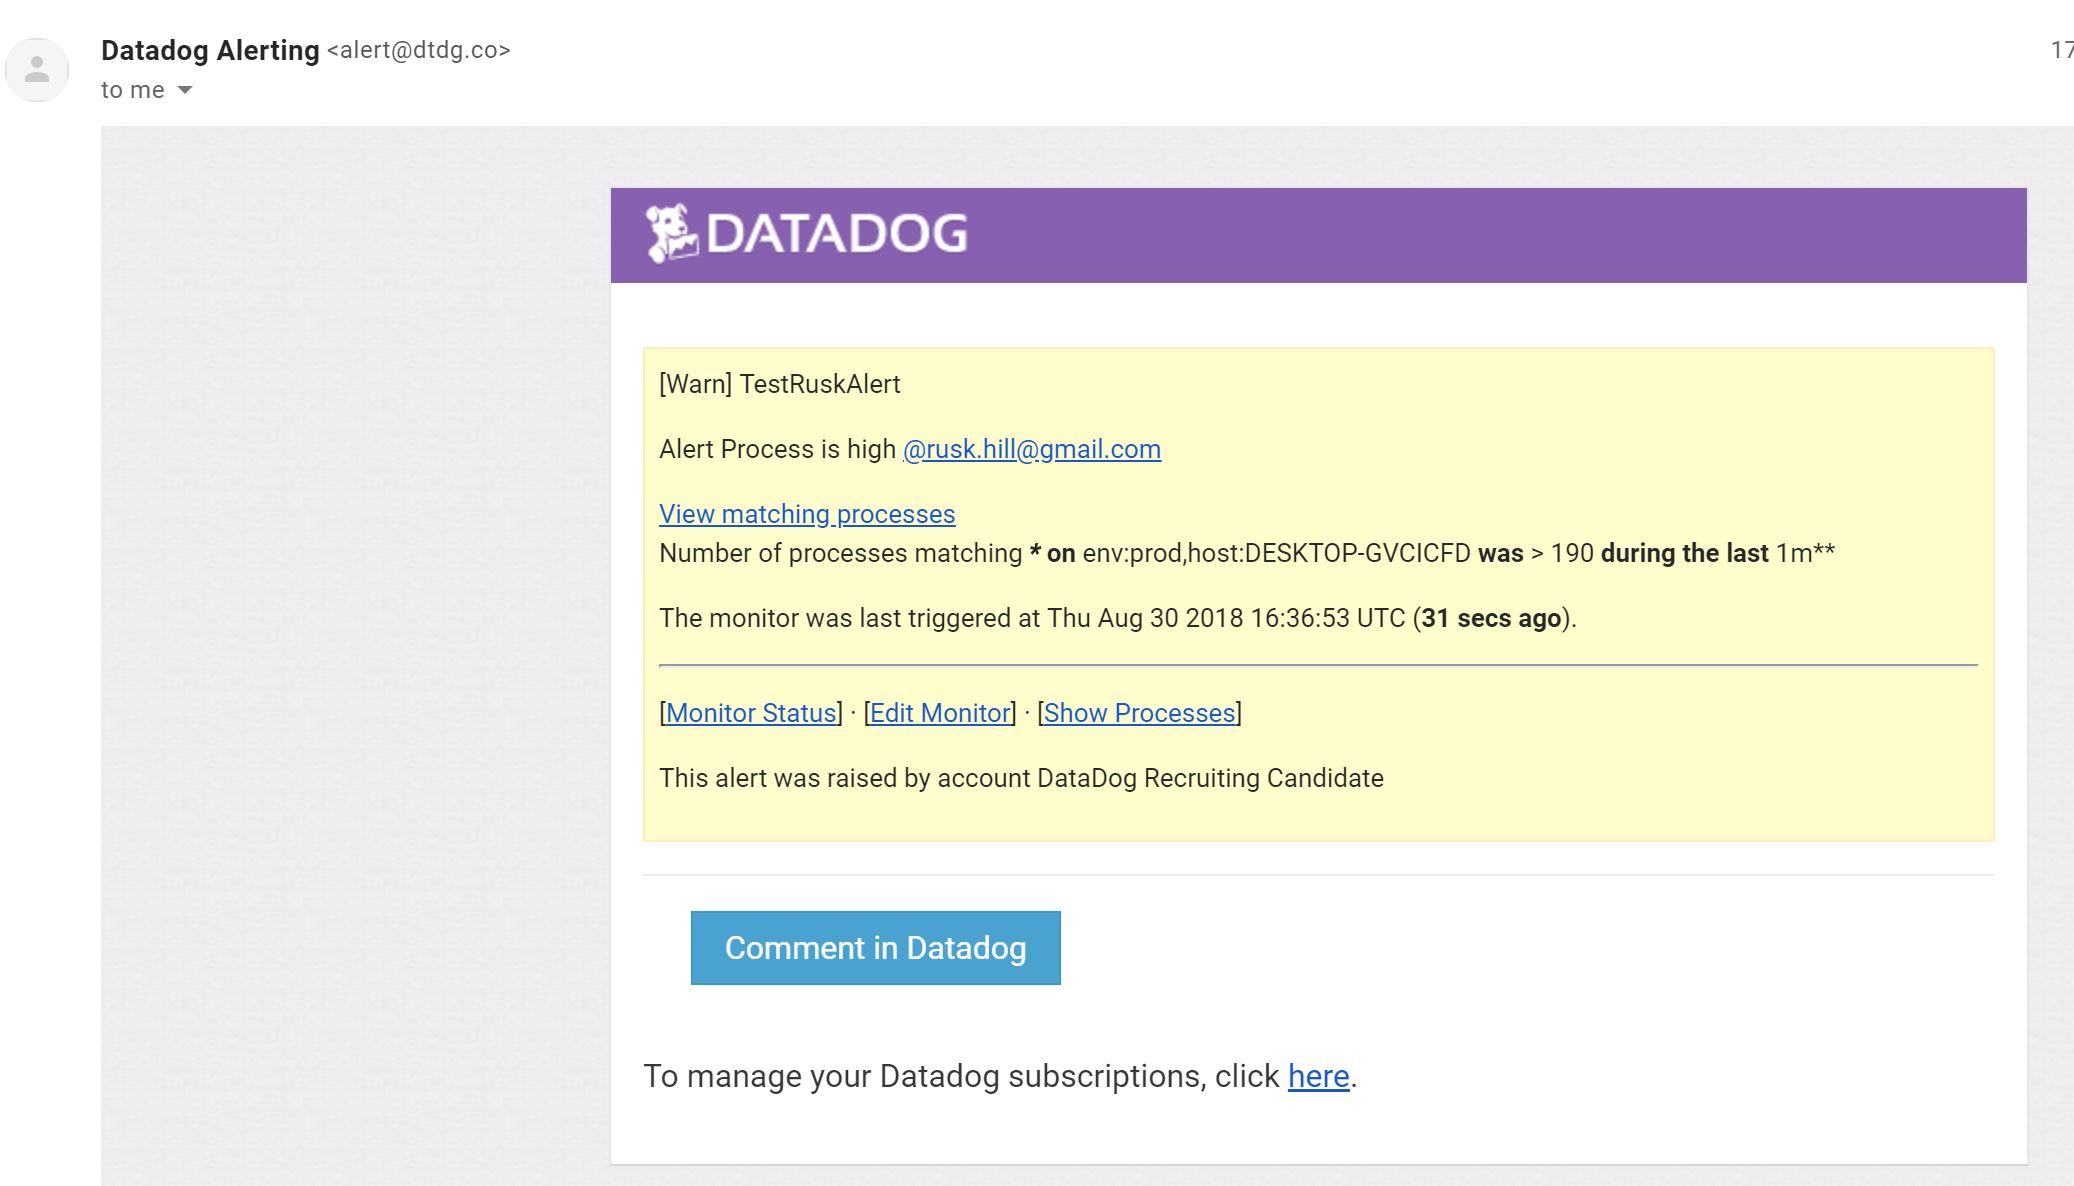 Datadog Alerting <alert@dtdg.co>
17
to me
DATADOG
[Warn] TestRuskAlert
Alert Process is high @rusk.hill@gmail.com
View matching processes
Number of processes matching * on env:prod,host:DESKTOP-GVCICFD was > 190 during the last 1m**
The monitor was last triggered at Thu Aug 30 2018 16:36:53 UTC (31 secs ago).
[Monitor Status] · [Edit Monitor] · [Show Processes]
This alert was raised by account DataDog Recruiting Candidate
Comment in Datadog
To manage your Datadog subscriptions, click here.